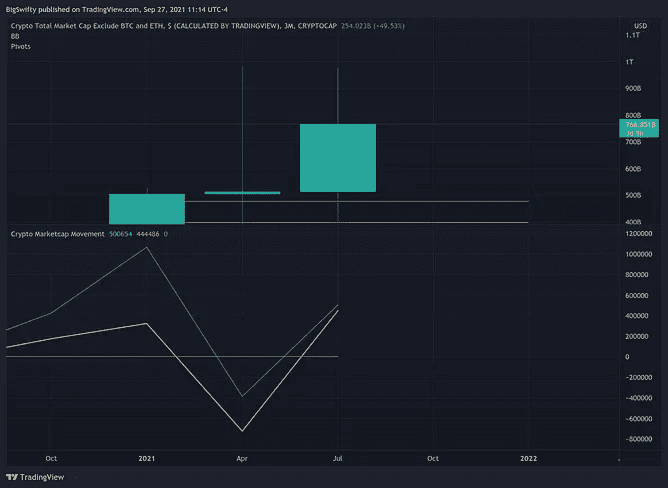 BigSwifty published on TradingView.com, Sep 27, 2021 11:14 UTC-4
Crypto Total Market Cap Exclude BTC and ETH, $ (CALCULATED BY TRADINGVIEW), 3M, CRYPTOCAP 254.023B (+49.53%)
USD
BB
Pivots
1.1T
1T
900B
800B
766.851B
3d 9h
700B
600B
500B
400B
Crypto Marketcap Movement 500654 444486 0
1200000
1000000
800000
600000
400000
200000
0
−200000
−400000
−600000
−800000
Oct 2021 Apr Jul Oct 2022
TradingView